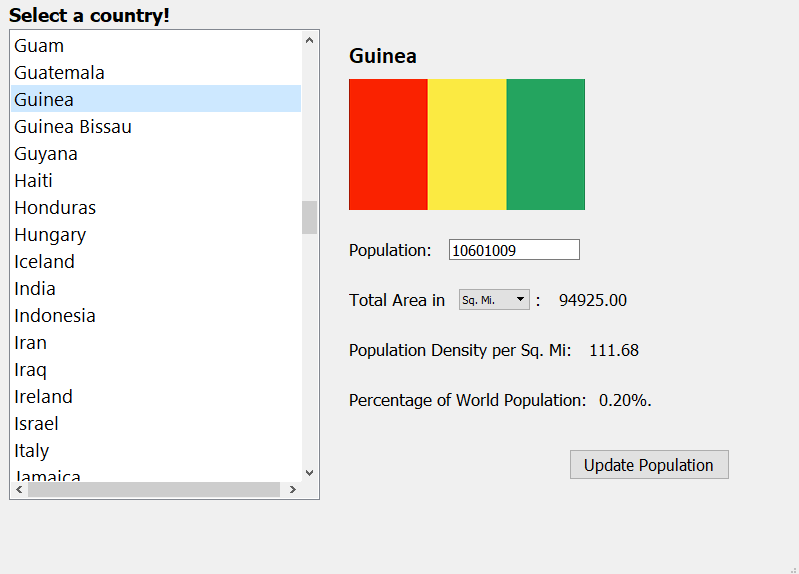 Select a country!
Guam
Guatemala
Guinea
Guinea Bissau
Guyana
Haiti
Honduras
Hungary
Iceland
India
Indonesia
Iran
Iraq
Ireland
Israel
Italy
Jamaica
Guinea
Population: 10601009
Total Area in Sq. Mi. : 94925.00
Population Density per Sq. Mi: 111.68
Percentage of World Population: 0.20%.
Update Population